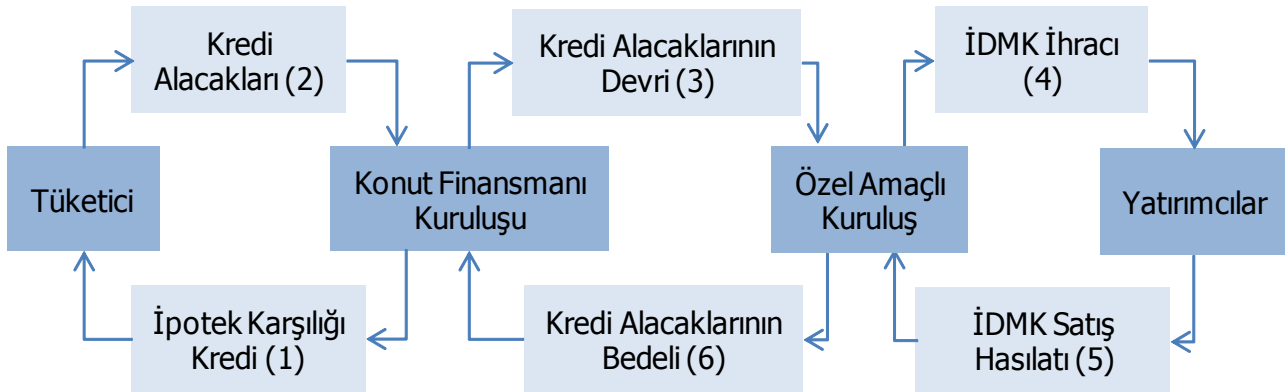 Kredi
Alacakları (2)
Kredi Alacaklarının
Devri (3)
İDMK İhracı
(4)
Tüketici
Konut Finansmanı
Kuruluşu
Özel Amaçlı
Kuruluş
Yatırımcılar
İpotek Karşılığı
Kredi (1)
Kredi Alacaklarının
Bedeli (6)
İDMK Satış
Hasılatı (5)